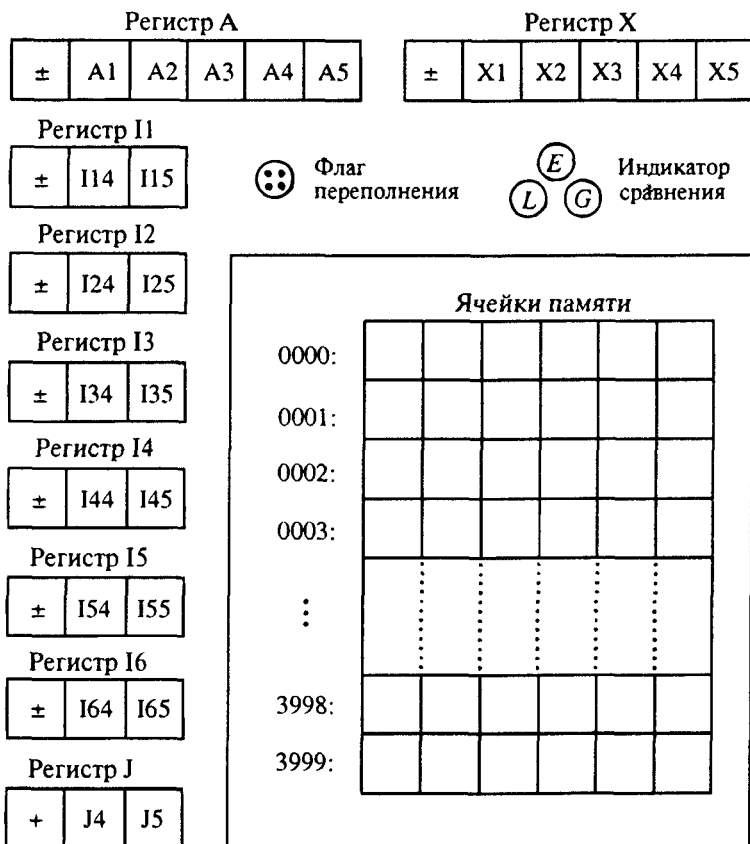 Регистр A
± A1 A2 A3 A4 A5
Регистр X
± X1 X2 X3 X4 X5
Регистр I1
± I14 I15
Флаг
переполнения
E
L G
Индикатор
сравнения
Регистр I2
± I24 I25
Регистр I3
± I34 I35
Регистр I4
± I44 I45
Регистр I5
± I54 I55
Регистр I6
± I64 I65
Регистр J
+ J4 J5
Ячейки памяти
0000:
0001:
0002:
0003:
⋮
3998:
3999: